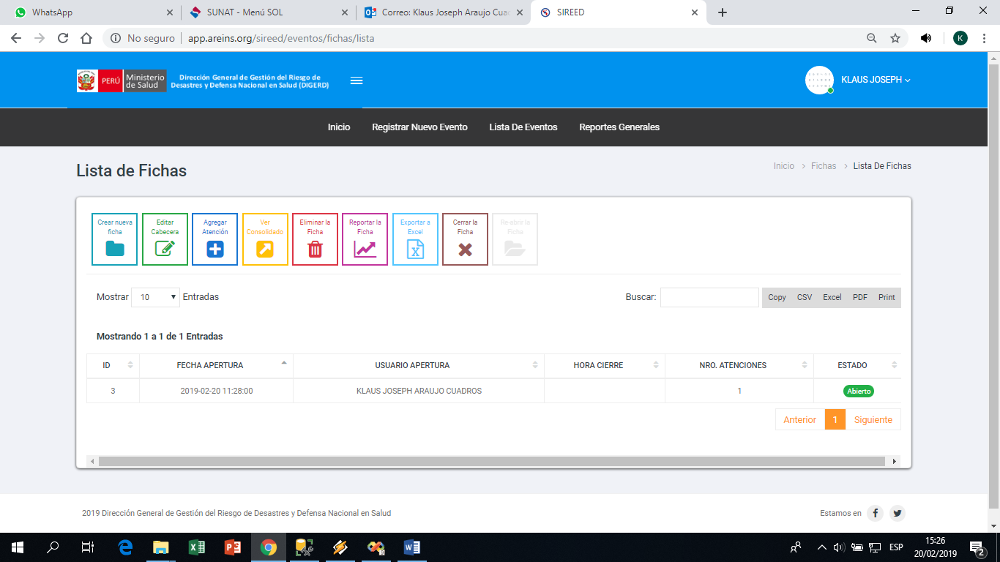 WhatsApp
SUNAT - Menú SOL
Correo: Klaus Joseph Araujo Cua
SIREED
No seguro
app.areins.org/sireed/eventos/fichas/lista
K
PERÚ
Ministerio
de Salud
Dirección General de Gestión del Riesgo de
Desastres y Defensa Nacional en Salud (DIGERD)
KLAUS JOSEPH
Inicio
Registrar Nuevo Evento
Lista De Eventos
Reportes Generales
Lista de Fichas
Inicio > Fichas > Lista De Fichas
Crear nueva
ficha
Editar
Cabecera
Agregar
Atención
Ver
Consolidado
Eliminar la
Ficha
Reportar la
Ficha
Exportar a
Excel
Cerrar la
Ficha
Re-abrir la
Ficha
Mostrar 10 Entradas
Buscar:
Copy CSV Excel PDF Print
Mostrando 1 a 1 de 1 Entradas
ID FECHA APERTURA USUARIO APERTURA HORA CIERRE NRO. ATENCIONES ESTADO
3 2019-02-20 11:28:00 KLAUS JOSEPH ARAUJO CUADROS 1 Abierto
Anterior 1 Siguiente
2019 Dirección General de Gestión del Riesgo de Desastres y Defensa Nacional en Salud
Estamos en
ESP
15:26
20/02/2019
2